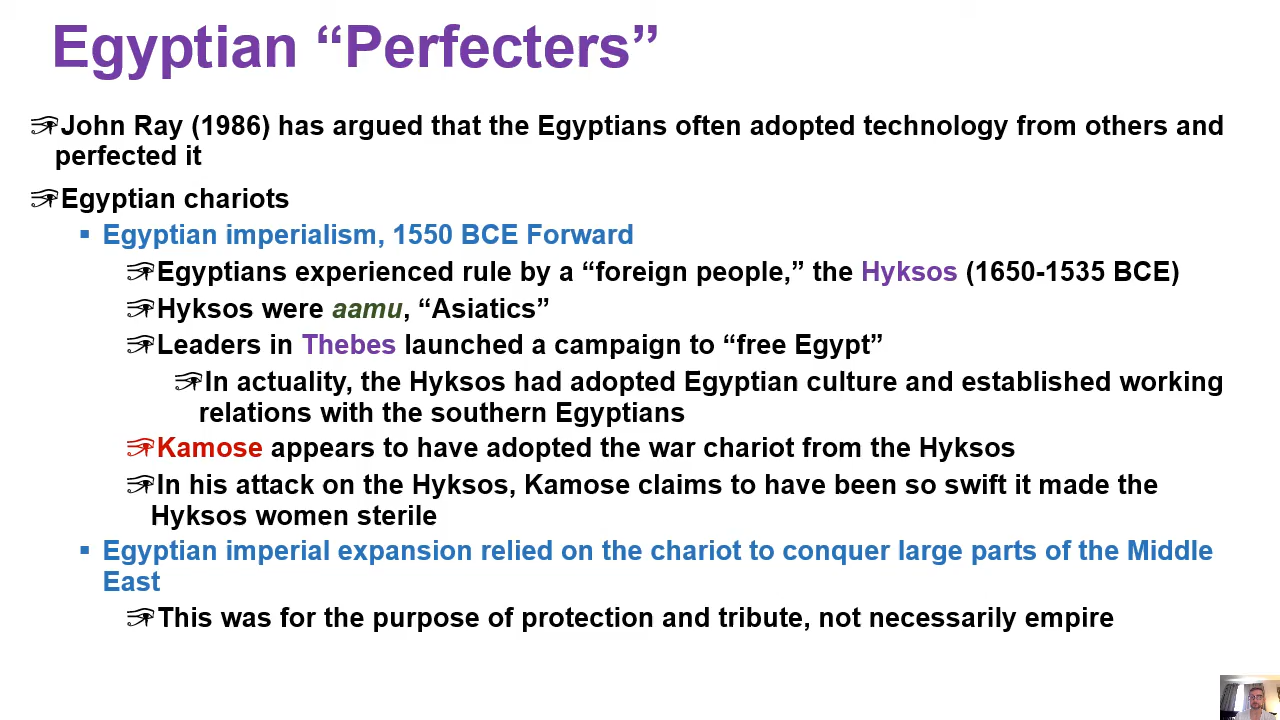 Egyptian “Perfecters”
John Ray (1986) has argued that the Egyptians often adopted technology from others and
perfected it
Egyptian chariots
▪ Egyptian imperialism, 1550 BCE Forward
Egyptians experienced rule by a “foreign people,” the Hyksos (1650-1535 BCE)
Hyksos were aamu, “Asiatics”
Leaders in Thebes launched a campaign to “free Egypt”
In actuality, the Hyksos had adopted Egyptian culture and established working
relations with the southern Egyptians
Kamose appears to have adopted the war chariot from the Hyksos
In his attack on the Hyksos, Kamose claims to have been so swift it made the
Hyksos women sterile
▪ Egyptian imperial expansion relied on the chariot to conquer large parts of the Middle
East
This was for the purpose of protection and tribute, not necessarily empire